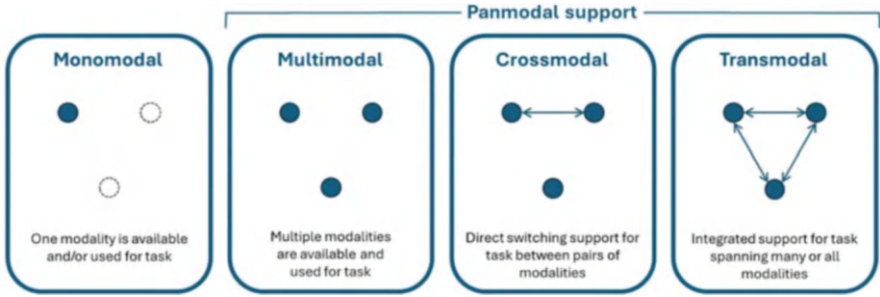 Panmodal support
Monomodal
One modality is available
and/or used for task
Multimodal
Multiple modalities
are available and
used for task
Crossmodal
Direct switching support for
task between pairs of
modalities
Transmodal
Integrated support for task
spanning many or all
modalities